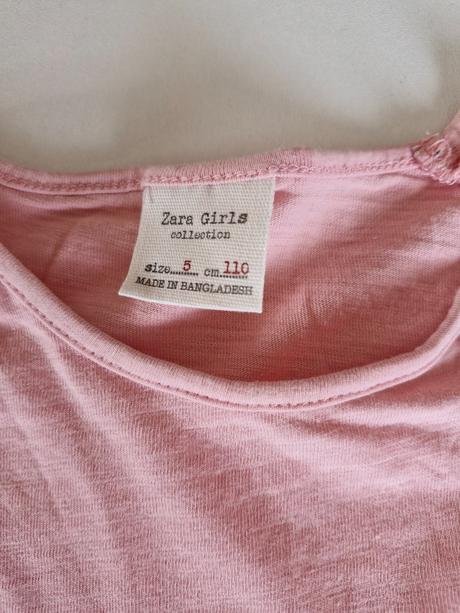 Zara Girls
collection
size......5... cm...110
MADE IN BANGLADESH